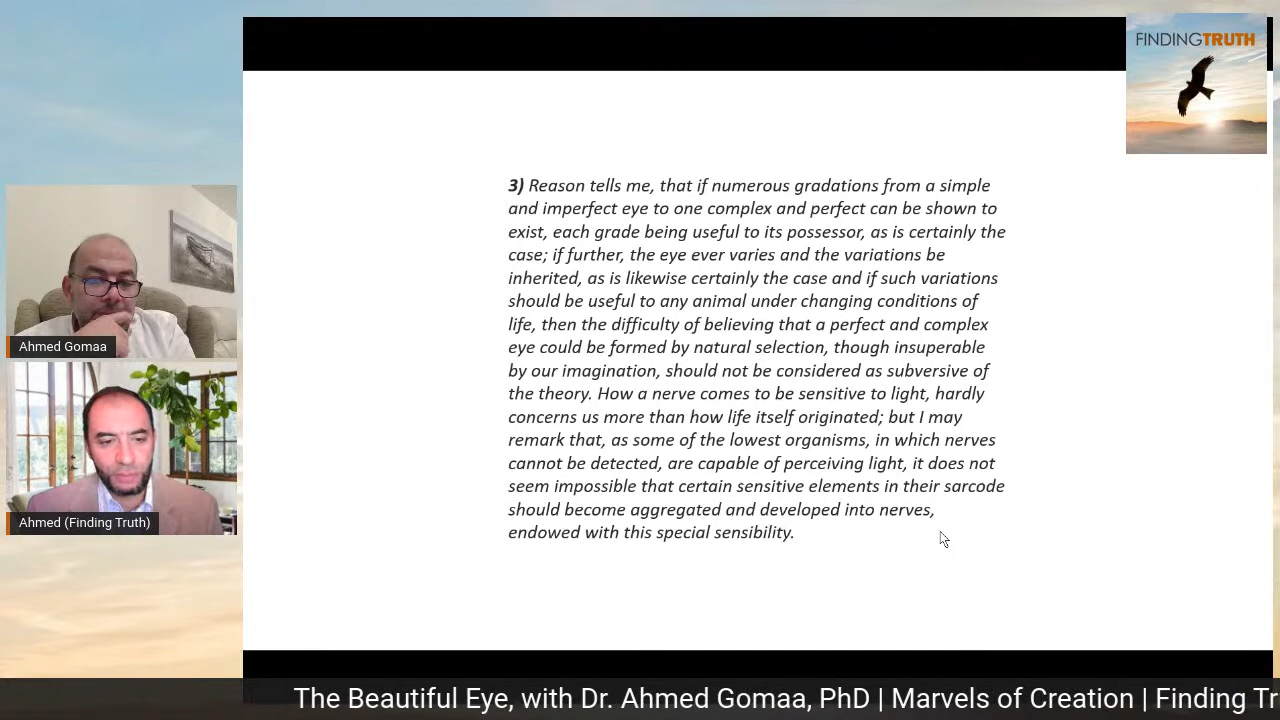 FINDINGTRUTH
3) Reason tells me, that if numerous gradations from a simple
and imperfect eye to one complex and perfect can be shown to
exist, each grade being useful to its possessor, as is certainly the
case; if further, the eye ever varies and the variations be
inherited, as is likewise certainly the case and if such variations
should be useful to any animal under changing conditions of
life, then the difficulty of believing that a perfect and complex
eye could be formed by natural selection, though insuperable
by our imagination, should not be considered as subversive of
the theory. How a nerve comes to be sensitive to light, hardly
concerns us more than how life itself originated; but I may
remark that, as some of the lowest organisms, in which nerves
cannot be detected, are capable of perceiving light, it does not
seem impossible that certain sensitive elements in their sarcode
should become aggregated and developed into nerves,
endowed with this special sensibility.
Ahmed Gomaa
Ahmed (Finding Truth)
The Beautiful Eye, with Dr. Ahmed Gomaa, PhD | Marvels of Creation | Finding Tr